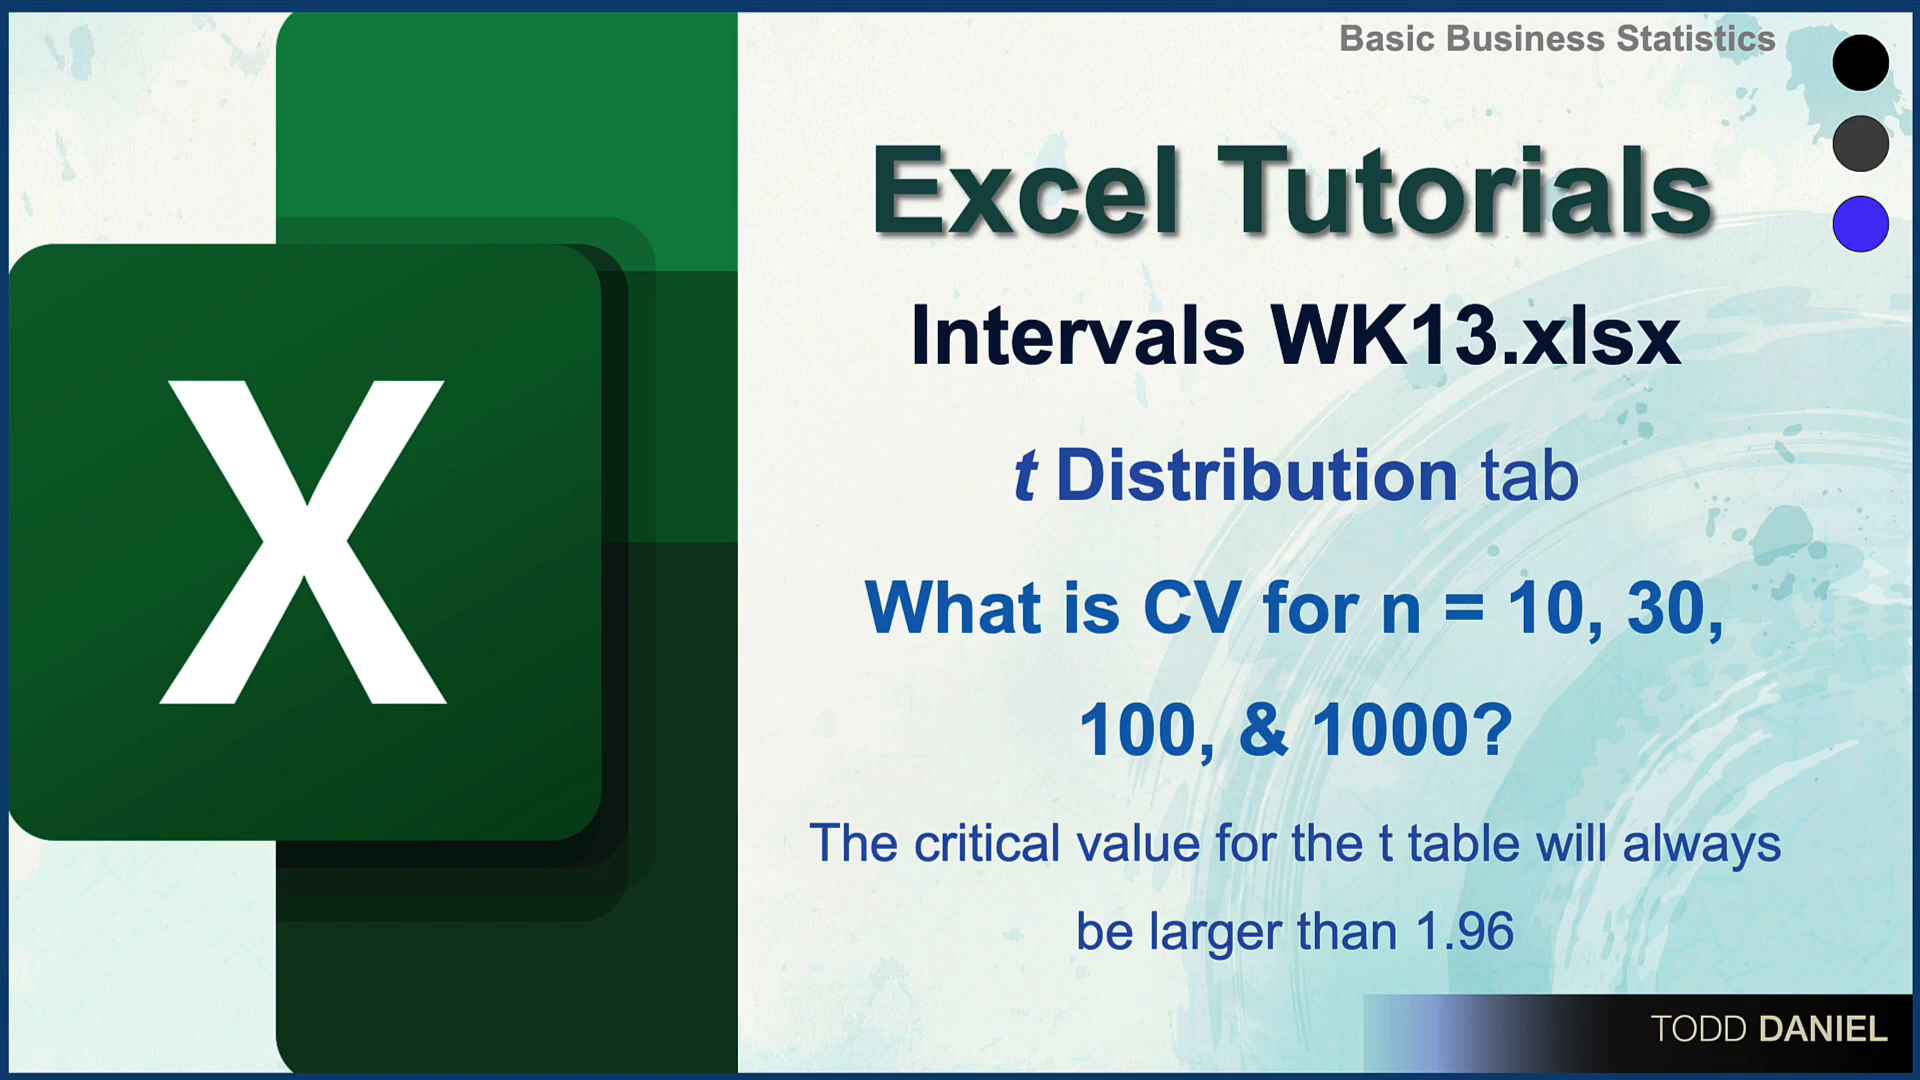 Basic Business Statistics
Excel Tutorials
Intervals WK13.xlsx
t Distribution tab
What is CV for n = 10, 30,
100, & 1000?
The critical value for the t table will always
be larger than 1.96
X
TODD DANIEL